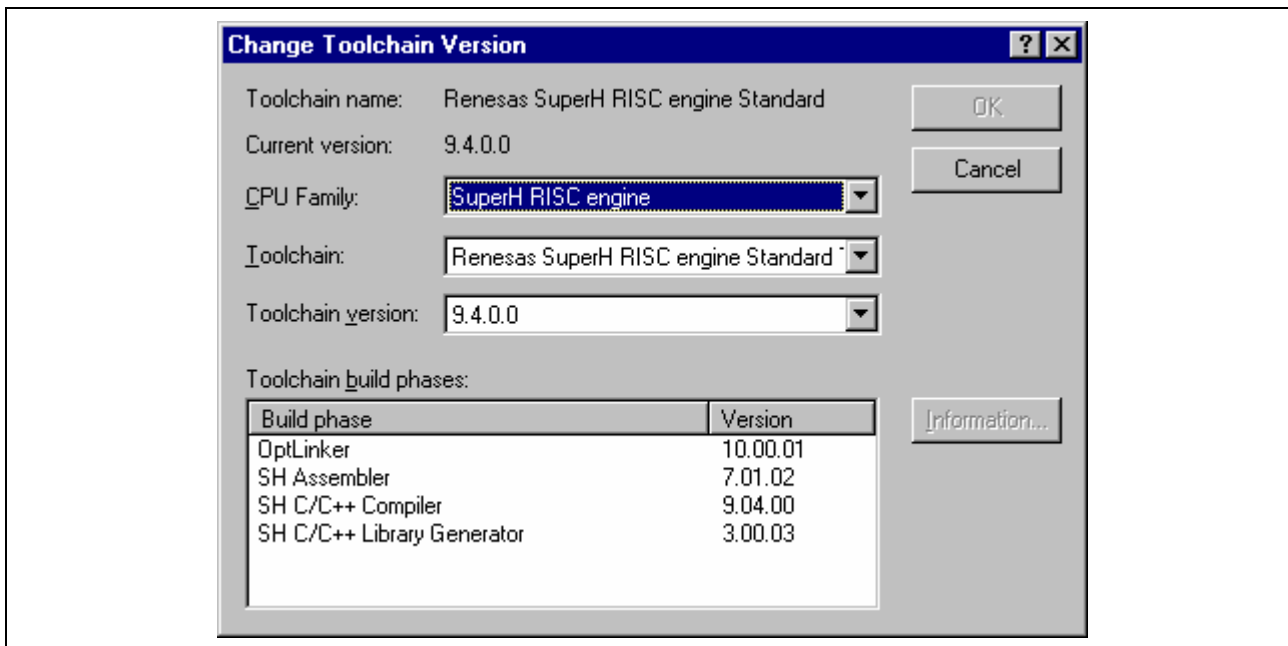 Change Toolchain Version
Toolchain name: Renesas SuperH RISC engine Standard
OK
Current version: 9.4.0.0
Cancel
CPU Family: SuperH RISC engine
Toolchain: Renesas SuperH RISC engine Standard
Toolchain version: 9.4.0.0
Toolchain build phases:
Build phase Version
Information...
OptLinker 10.00.01
SH Assembler 7.01.02
SH C/C++ Compiler 9.04.00
SH C/C++ Library Generator 3.00.03